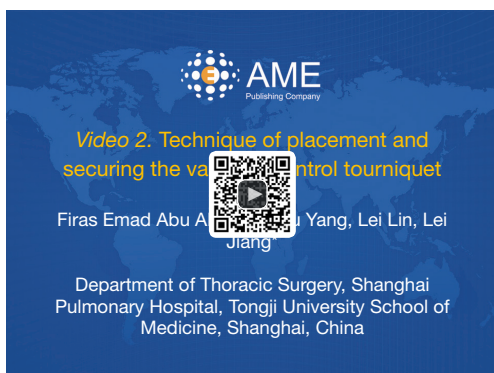 AME
Publishing Company
Video 2. Technique of placement and
securing the va ntrol tourniquet
Firas Emad Abu A Yang, Lei Lin, Lei
Jiang*
Department of Thoracic Surgery, Shanghai
Pulmonary Hospital, Tongji University School of
Medicine, Shanghai, China